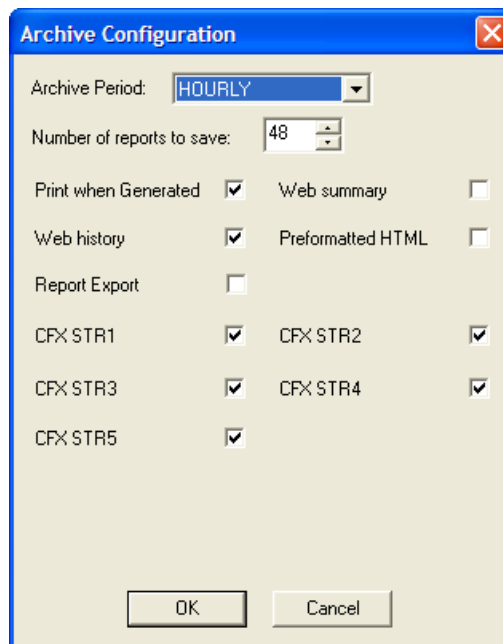 Archive Configuration
Archive Period: HOURLY
Number of reports to save: 48
Print when Generated Web summary
Web history Preformatted HTML
Report Export
CFX STR1 CFX STR2
CFX STR3 CFX STR4
CFX STR5
OK Cancel